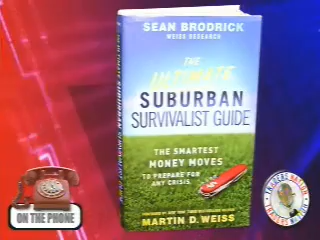 SEAN BRODRICK
WEISS RESEARCH
THE
ULTIMATE
SUBURBAN
SURVIVALIST GUIDE
THE SMARTEST
MONEY MOVES
TO PREPARE FOR
ANY CRISIS
MARTIN D. WEISS
ON THE PHONE